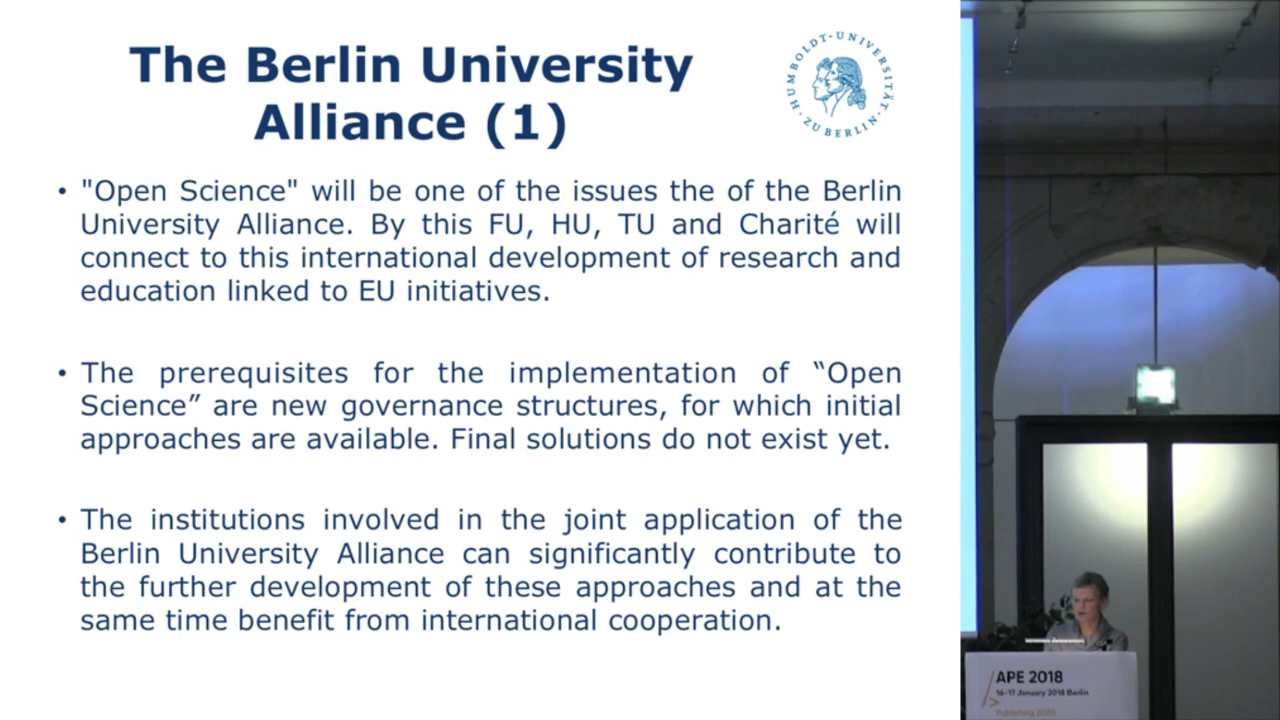 The Berlin University
Alliance (1)
HUMBOLDT-UNIVERSITÄT
· ZU BERLIN ·
• "Open Science" will be one of the issues the of the Berlin
University Alliance. By this FU, HU, TU and Charité will
connect to this international development of research and
education linked to EU initiatives.
• The prerequisites for the implementation of “Open
Science” are new governance structures, for which initial
approaches are available. Final solutions do not exist yet.
• The institutions involved in the joint application of the
Berlin University Alliance can significantly contribute to
the further development of these approaches and at the
same time benefit from international cooperation.
APE 2018
16-17 January 2018 Berlin
Publishing 2020